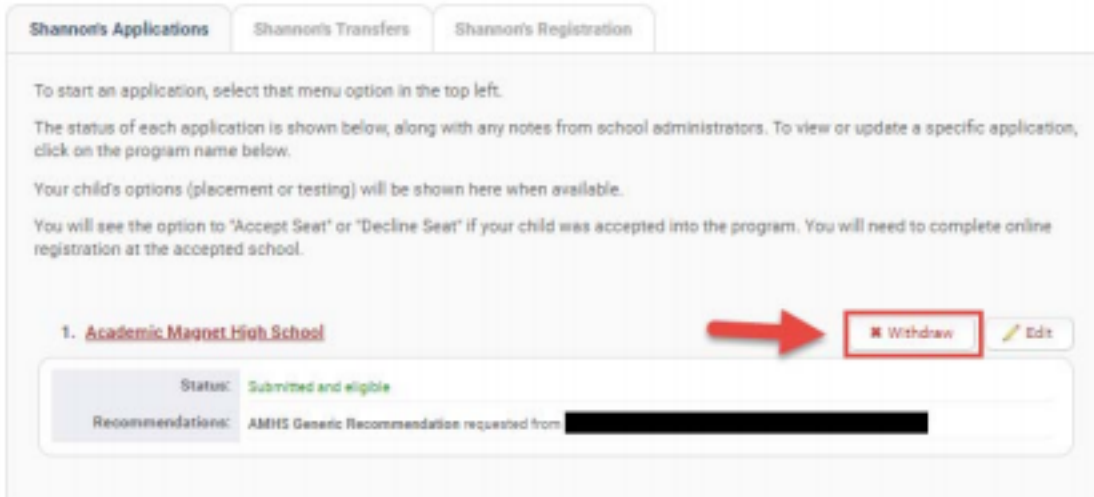 Shannon's Applications Shannon's Transfers Shannon's Registration
To start an application, select that menu option in the top left.
The status of each application is shown below, along with any notes from school administrators. To view or update a specific application,
click on the program name below.
Your child's options (placement or testing) will be shown here when available.
You will see the option to "Accept Seat" or "Decline Seat" if your child was accepted into the program. You will need to complete online
registration at the accepted school.
1. Academic Magnet High School ✖ Withdraw Edit
Status: Submitted and eligible
Recommendations: AMHS Generic Recommendation requested from